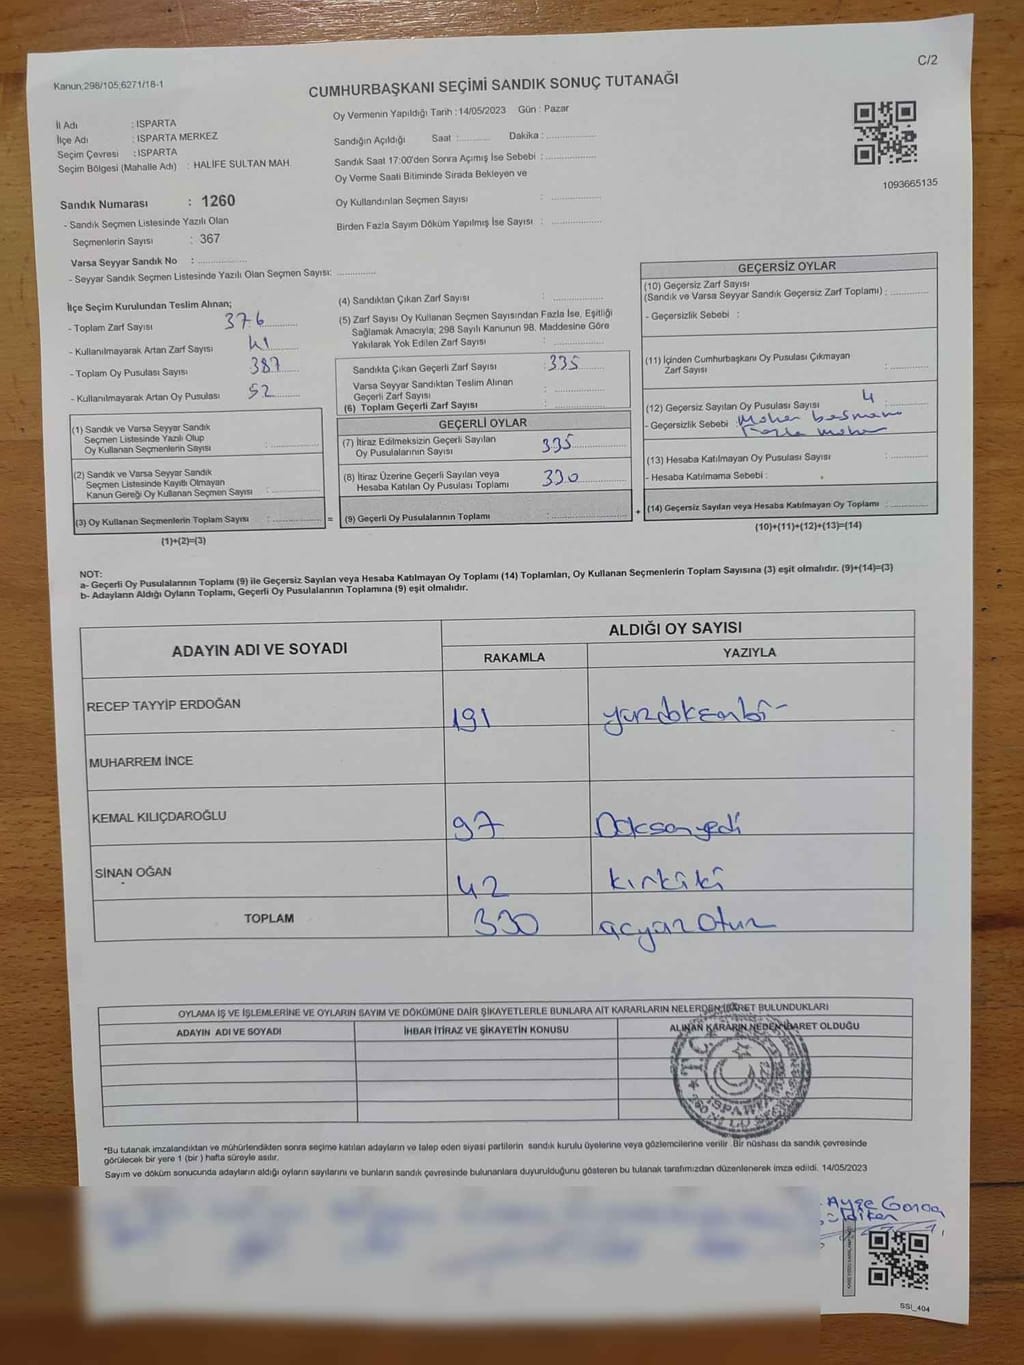 C/2
Kanun,298/105;6271/18-1
CUMHURBAŞKANI SEÇİMİ SANDIK SONUÇ TUTANAĞI
İl Adı : ISPARTA
İlçe Adı : ISPARTA MERKEZ
Seçim Çevresi : ISPARTA
Seçim Bölgesi (Mahalle Adı) : HALİFE SULTAN MAH.
Oy Vermenin Yapıldığı Tarih : 14/05/2023 Gün : Pazar
Sandığın Açıldığı Saat :........... Dakika :..................
Sandık Saat 17:00'den Sonra Açımış İse Sebebi :..................
Oy Verme Saati Bitiminde Sırada Bekleyen ve
Oy Kullandırılan Seçmen Sayısı :..................
Birden Fazla Sayım Döküm Yapılmış İse Sayısı :..................
1093665135
Sandık Numarası : 1260
- Sandık Seçmen Listesinde Yazılı Olan
Seçmenlerin Sayısı : 367
Varsa Seyyar Sandık No :..................
- Seyyar Sandık Seçmen Listesinde Yazılı Olan Seçmen Sayısı: ..............
İlçe Seçim Kurulundan Teslim Alınan;
- Toplam Zarf Sayısı 376
- Kullanılmayarak Artan Zarf Sayısı 41
- Toplam Oy Pusulası Sayısı 387
- Kullanılmayarak Artan Oy Pusulası 52
(1) Sandık ve Varsa Seyyar Sandık
Seçmen Listesinde Yazılı Olup
Oy Kullanan Seçmenlerin Sayısı :..................
(2) Sandık ve Varsa Seyyar Sandık
Seçmen Listesinde Kayıtlı Olmayan
Kanun Gereği Oy Kullanan Seçmen Sayısı :..................
(3) Oy Kullanan Seçmenlerin Toplam Sayısı :.................. =
(1)+(2)=(3)
(4) Sandıktan Çıkan Zarf Sayısı :..................
(5) Zarf Sayısı Oy Kullanan Seçmen Sayısından Fazla İse, Eşitliği
Sağlamak Amacıyla; 298 Sayılı Kanunun 98. Maddesine Göre
Yakılarak Yok Edilen Zarf Sayısı :..................
Sandıkta Çıkan Geçerli Zarf Sayısı : 335
Varsa Seyyar Sandıktan Teslim Alınan
Geçerli Zarf Sayısı :..................
(6) Toplam Geçerli Zarf Sayısı :..................
GEÇERLİ OYLAR
(7) İtiraz Edilmeksizin Geçerli Sayılan
Oy Pusulalarının Sayısı 335
(8) İtiraz Üzerine Geçerli Sayılan veya
Hesaba Katılan Oy Pusulası Toplamı 330
(9) Geçerli Oy Pusulalarının Toplamı :.................. +
GEÇERSİZ OYLAR
(10) Geçersiz Zarf Sayısı
(Sandık ve Varsa Seyyar Sandık Geçersiz Zarf Toplamı) :............
- Geçersizlik Sebebi :
(11) İçinden Cumhurbaşkanı Oy Pusulası Çıkmayan
Zarf Sayısı :............
(12) Geçersiz Sayılan Oy Pusulası Sayısı 4
- Geçersizlik Sebebi :
Fazla
(13) Hesaba Katılmayan Oy Pusulası Sayısı :............
- Hesaba Katılmama Sebebi :
(14) Geçersiz Sayılan veya Hesaba Katılmayan Oy Toplamı :............
(10)+(11)+(12)+(13)=(14)
NOT:
a- Geçerli Oy Pusulalarının Toplamı (9) ile Geçersiz Sayılan veya Hesaba Katılmayan Oy Toplamı (14) Toplamları, Oy Kullanan Seçmenlerin Toplam Sayısına (3) eşit olmalıdır. (9)+(14)=(3)
b- Adayların Aldığı Oyların Toplamı, Geçerli Oy Pusulalarının Toplamına (9) eşit olmalıdır.
ADAYIN ADI VE SOYADI
ALDIĞI OY SAYISI
RAKAMLA YAZIYLA
RECEP TAYYİP ERDOĞAN 191 yüzdoksanbir
MUHARREM İNCE
KEMAL KILIÇDAROĞLU 97 Doksanyedi
SİNAN OĞAN 42 kırkiki
TOPLAM 330 üçyüz otuz
OYLAMA İŞ VE İŞLEMLERİNE VE OYLARIN SAYIM VE DÖKÜMÜNE DAİR ŞİKAYETLERLE BUNLARA AİT KARARLARIN NELERDEN İBARET BULUNDUKLARI
ADAYIN ADI VE SOYADI İHBAR İTİRAZ VE ŞİKAYETİN KONUSU ALINAN KARARIN NEDEN İBARET OLDUĞU
T.C.
ISPARTA
*Bu tutanak imzalandıktan ve mühürlendikten sonra seçime katılan adayların ve talep eden siyasi partilerin sandık kurulu üyelerine veya gözlemcilerine verilir .Bir nüshası da sandık çevresinde
görülecek bir yere 1 (bir ) hafta süreyle asılır.
Sayım ve döküm sonucunda adayların aldığı oyların sayılarını ve bunların sandık çevresinde bulunanlara duyurulduğunu gösteren bu tutanak tarafımızdan düzenlenerek imza edildi. 14/05/2023
Ayşe
SSI_404